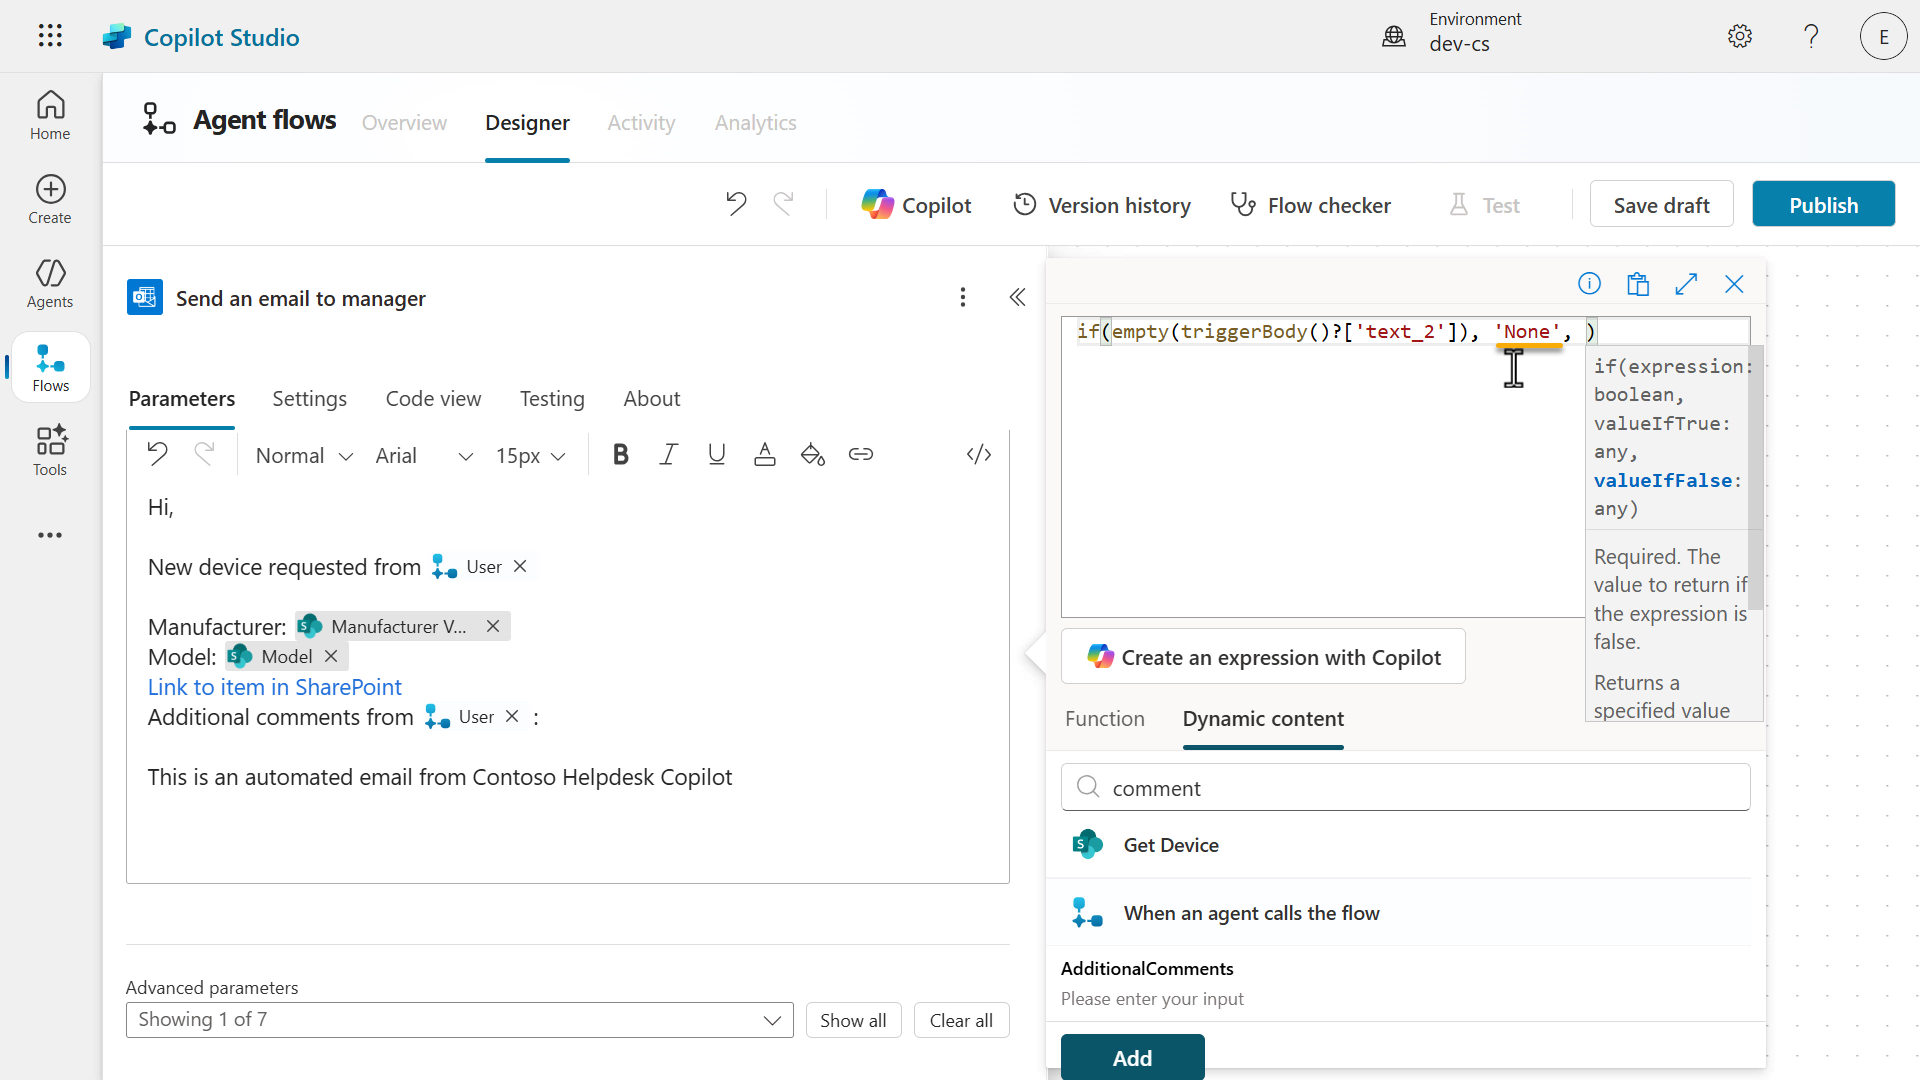 Copilot Studio
Environment
dev-cs
E
Home
Create
Agents
Flows
Tools
Agent flows
Overview
Designer
Activity
Analytics
Copilot
Version history
Flow checker
Test
Save draft
Publish
Send an email to manager
Parameters
Settings
Code view
Testing
About
Normal
Arial
15px
B
I
U
A
Hi,
New device requested from User
Manufacturer: Manufacturer V...
Model: Model
Link to item in SharePoint
Additional comments from User :
This is an automated email from Contoso Helpdesk Copilot
Advanced parameters
Showing 1 of 7
Show all
Clear all
if(empty(triggerBody()?['text_2']), 'None', )
if(expression:
boolean,
valueIfTrue:
any,
valueIfFalse:
any)
Required. The
value to return if
the expression is
false.
Returns a
specified value
Create an expression with Copilot
Function
Dynamic content
comment
Get Device
When an agent calls the flow
AdditionalComments
Please enter your input
Add